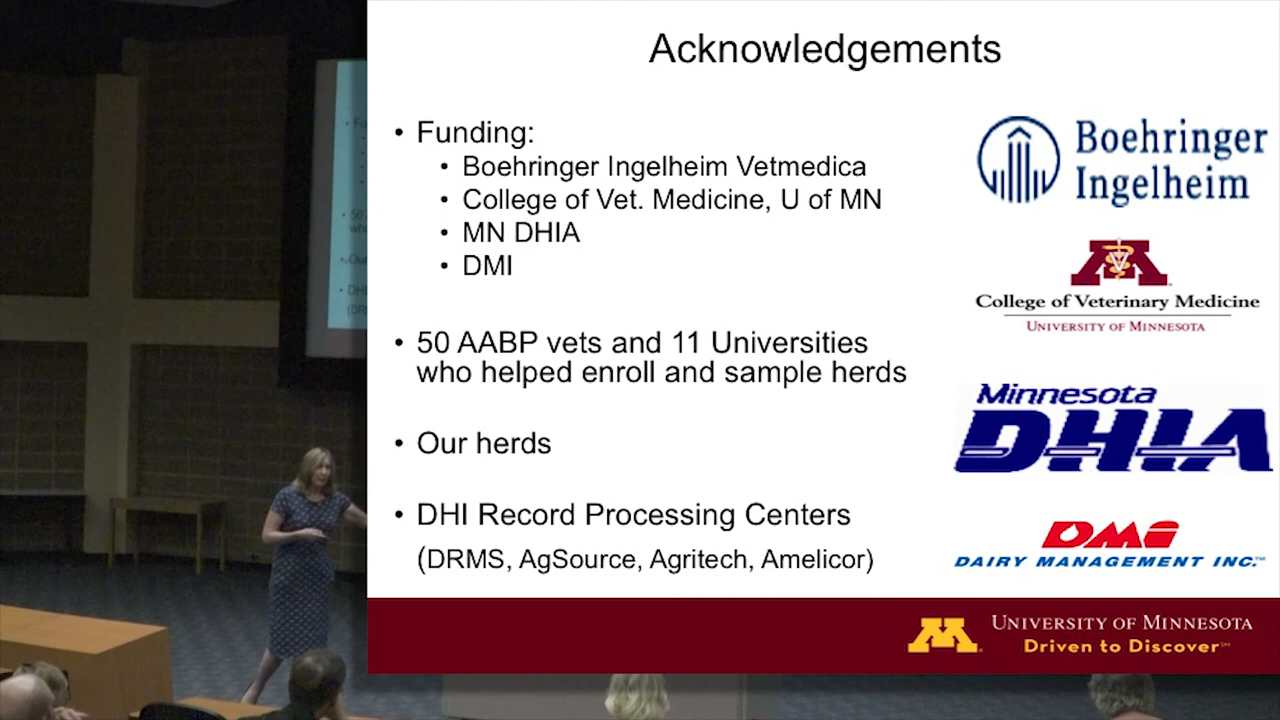 Acknowledgements
• Funding:
• Boehringer Ingelheim Vetmedica
• College of Vet. Medicine, U of MN
• MN DHIA
• DMI
• 50 AABP vets and 11 Universities
who helped enroll and sample herds
• Our herds
• DHI Record Processing Centers
(DRMS, AgSource, Agritech, Amelicor)
Boehringer
Ingelheim
College of Veterinary Medicine
UNIVERSITY OF MINNESOTA
Minnesota
DHIA
DMI
DAIRY MANAGEMENT INC.™
M
UNIVERSITY OF MINNESOTA
Driven to Discover℠